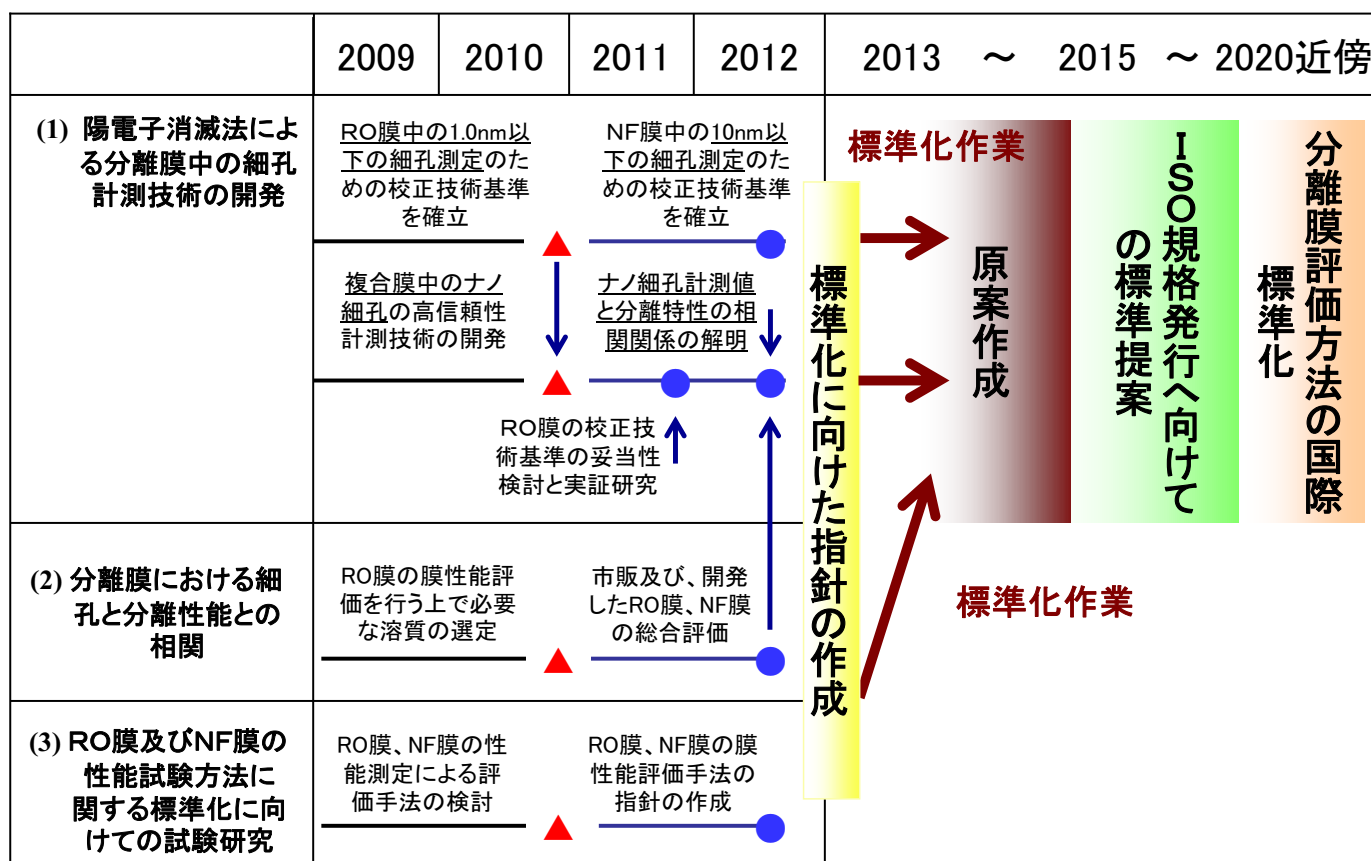 2009
2010
2011
2012
2013 ～ 2015 ～ 2020近傍
(1) 陽電子消滅法によ
る分離膜中の細孔
計測技術の開発
RO膜中の1.0nm以
下の細孔測定のた
めの校正技術基準
を確立
NF膜中の10nm以
下の細孔測定のた
めの校正技術基準
を確立
複合膜中のナノ
細孔の高信頼性
計測技術の開発
ナノ細孔計測値
と分離特性の相
関関係の解明
RO膜の校正技
術基準の妥当性
検討と実証研究
(2) 分離膜における細
孔と分離性能との
相関
RO膜の膜性能評
価を行う上で必要
な溶質の選定
市販及び、開発
したRO膜、NF膜
の総合評価
(3) RO膜及びNF膜の
性能試験方法に
関する標準化に向
けての試験研究
RO膜、NF膜の性
能測定による評
価手法の検討
RO膜、NF膜の膜
性能評価手法の
指針の作成
標準化に向けた指針の作成
標準化作業
原案作成
標準化作業
ISO規格発行へ向けて
の標準提案
分離膜評価方法の国際
標準化